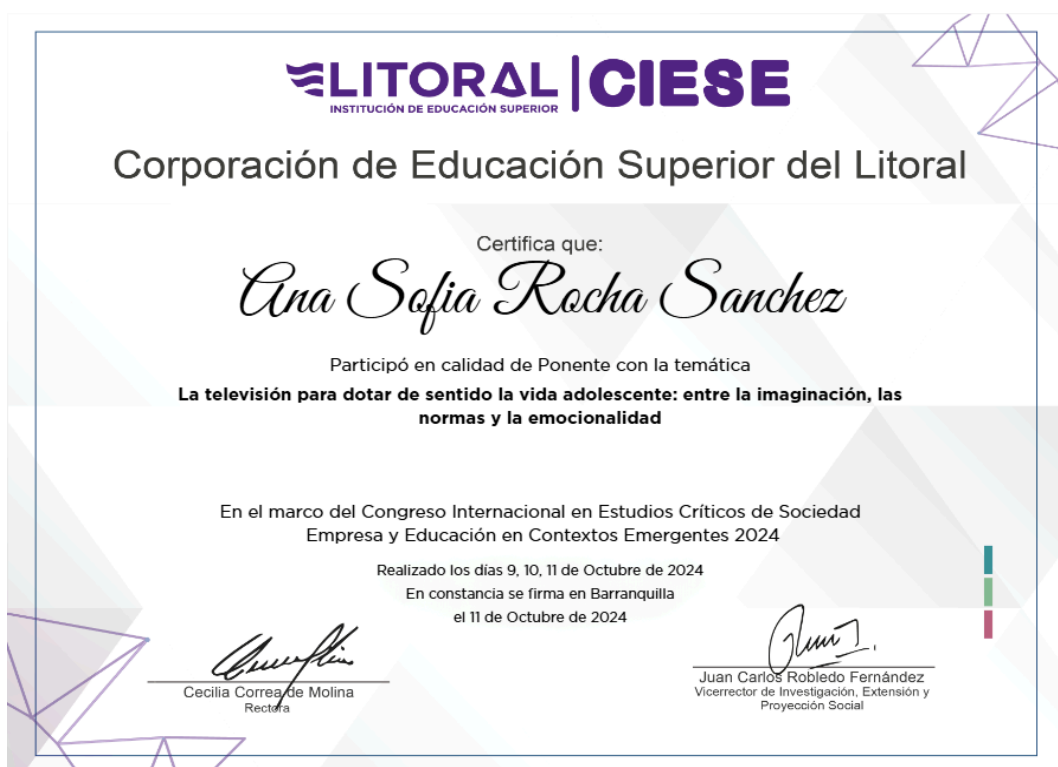 LITORAL | CIESE
INSTITUCIÓN DE EDUCACIÓN SUPERIOR
Corporación de Educación Superior del Litoral
Certifica que:
Ana Sofia Rocha Sanchez
Participó en calidad de Ponente con la temática
La televisión para dotar de sentido la vida adolescente: entre la imaginación, las
normas y la emocionalidad
En el marco del Congreso Internacional en Estudios Críticos de Sociedad
Empresa y Educación en Contextos Emergentes 2024
Realizado los días 9, 10, 11 de Octubre de 2024
En constancia se firma en Barranquilla
el 11 de Octubre de 2024
Cecilia Correa de Molina
Rectora
Juan Carlos Robledo Fernández
Vicerrector de Investigación, Extensión y
Proyección Social